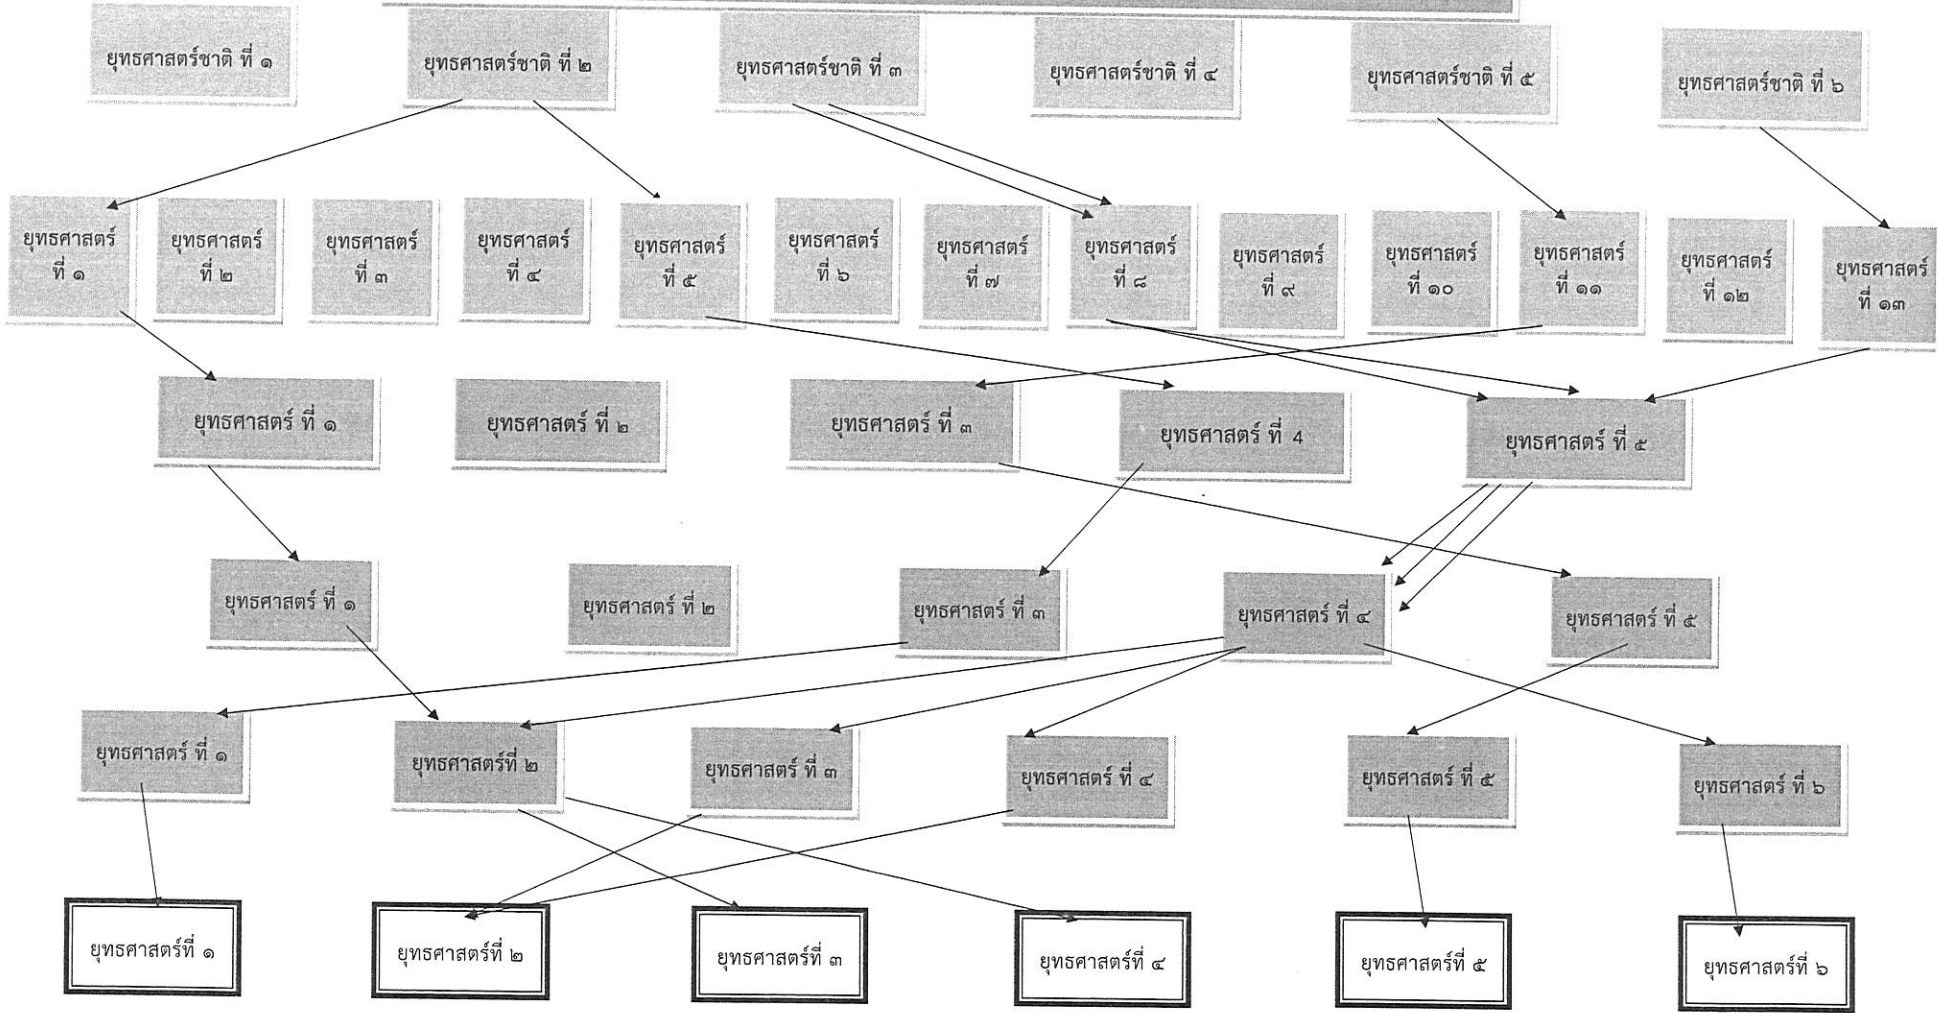 ยุทธศาสตร์ชาติ ที่ ๑
ยุทธศาสตร์ชาติ ที่ ๒
ยุทธศาสตร์ชาติ ที่ ๓
ยุทธศาสตร์ชาติ ที่ ๔
ยุทธศาสตร์ชาติ ที่ ๕
ยุทธศาสตร์ชาติ ที่ ๖
ยุทธศาสตร์
ที่ ๑
ยุทธศาสตร์
ที่ ๒
ยุทธศาสตร์
ที่ ๓
ยุทธศาสตร์
ที่ ๔
ยุทธศาสตร์
ที่ ๕
ยุทธศาสตร์
ที่ ๖
ยุทธศาสตร์
ที่ ๗
ยุทธศาสตร์
ที่ ๘
ยุทธศาสตร์
ที่ ๙
ยุทธศาสตร์
ที่ ๑๐
ยุทธศาสตร์
ที่ ๑๑
ยุทธศาสตร์
ที่ ๑๒
ยุทธศาสตร์
ที่ ๑๓
ยุทธศาสตร์ ที่ ๑
ยุทธศาสตร์ ที่ ๒
ยุทธศาสตร์ ที่ ๓
ยุทธศาสตร์ ที่ 4
ยุทธศาสตร์ ที่ ๕
ยุทธศาสตร์ ที่ ๑
ยุทธศาสตร์ ที่ ๒
ยุทธศาสตร์ ที่ ๓
ยุทธศาสตร์ ที่ ๔
ยุทธศาสตร์ ที่ ๕
ยุทธศาสตร์ ที่ ๑
ยุทธศาสตร์ที่ ๒
ยุทธศาสตร์ ที่ ๓
ยุทธศาสตร์ ที่ ๔
ยุทธศาสตร์ ที่ ๕
ยุทธศาสตร์ ที่ ๖
ยุทธศาสตร์ที่ ๑
ยุทธศาสตร์ที่ ๒
ยุทธศาสตร์ที่ ๓
ยุทธศาสตร์ที่ ๔
ยุทธศาสตร์ที่ ๕
ยุทธศาสตร์ที่ ๖